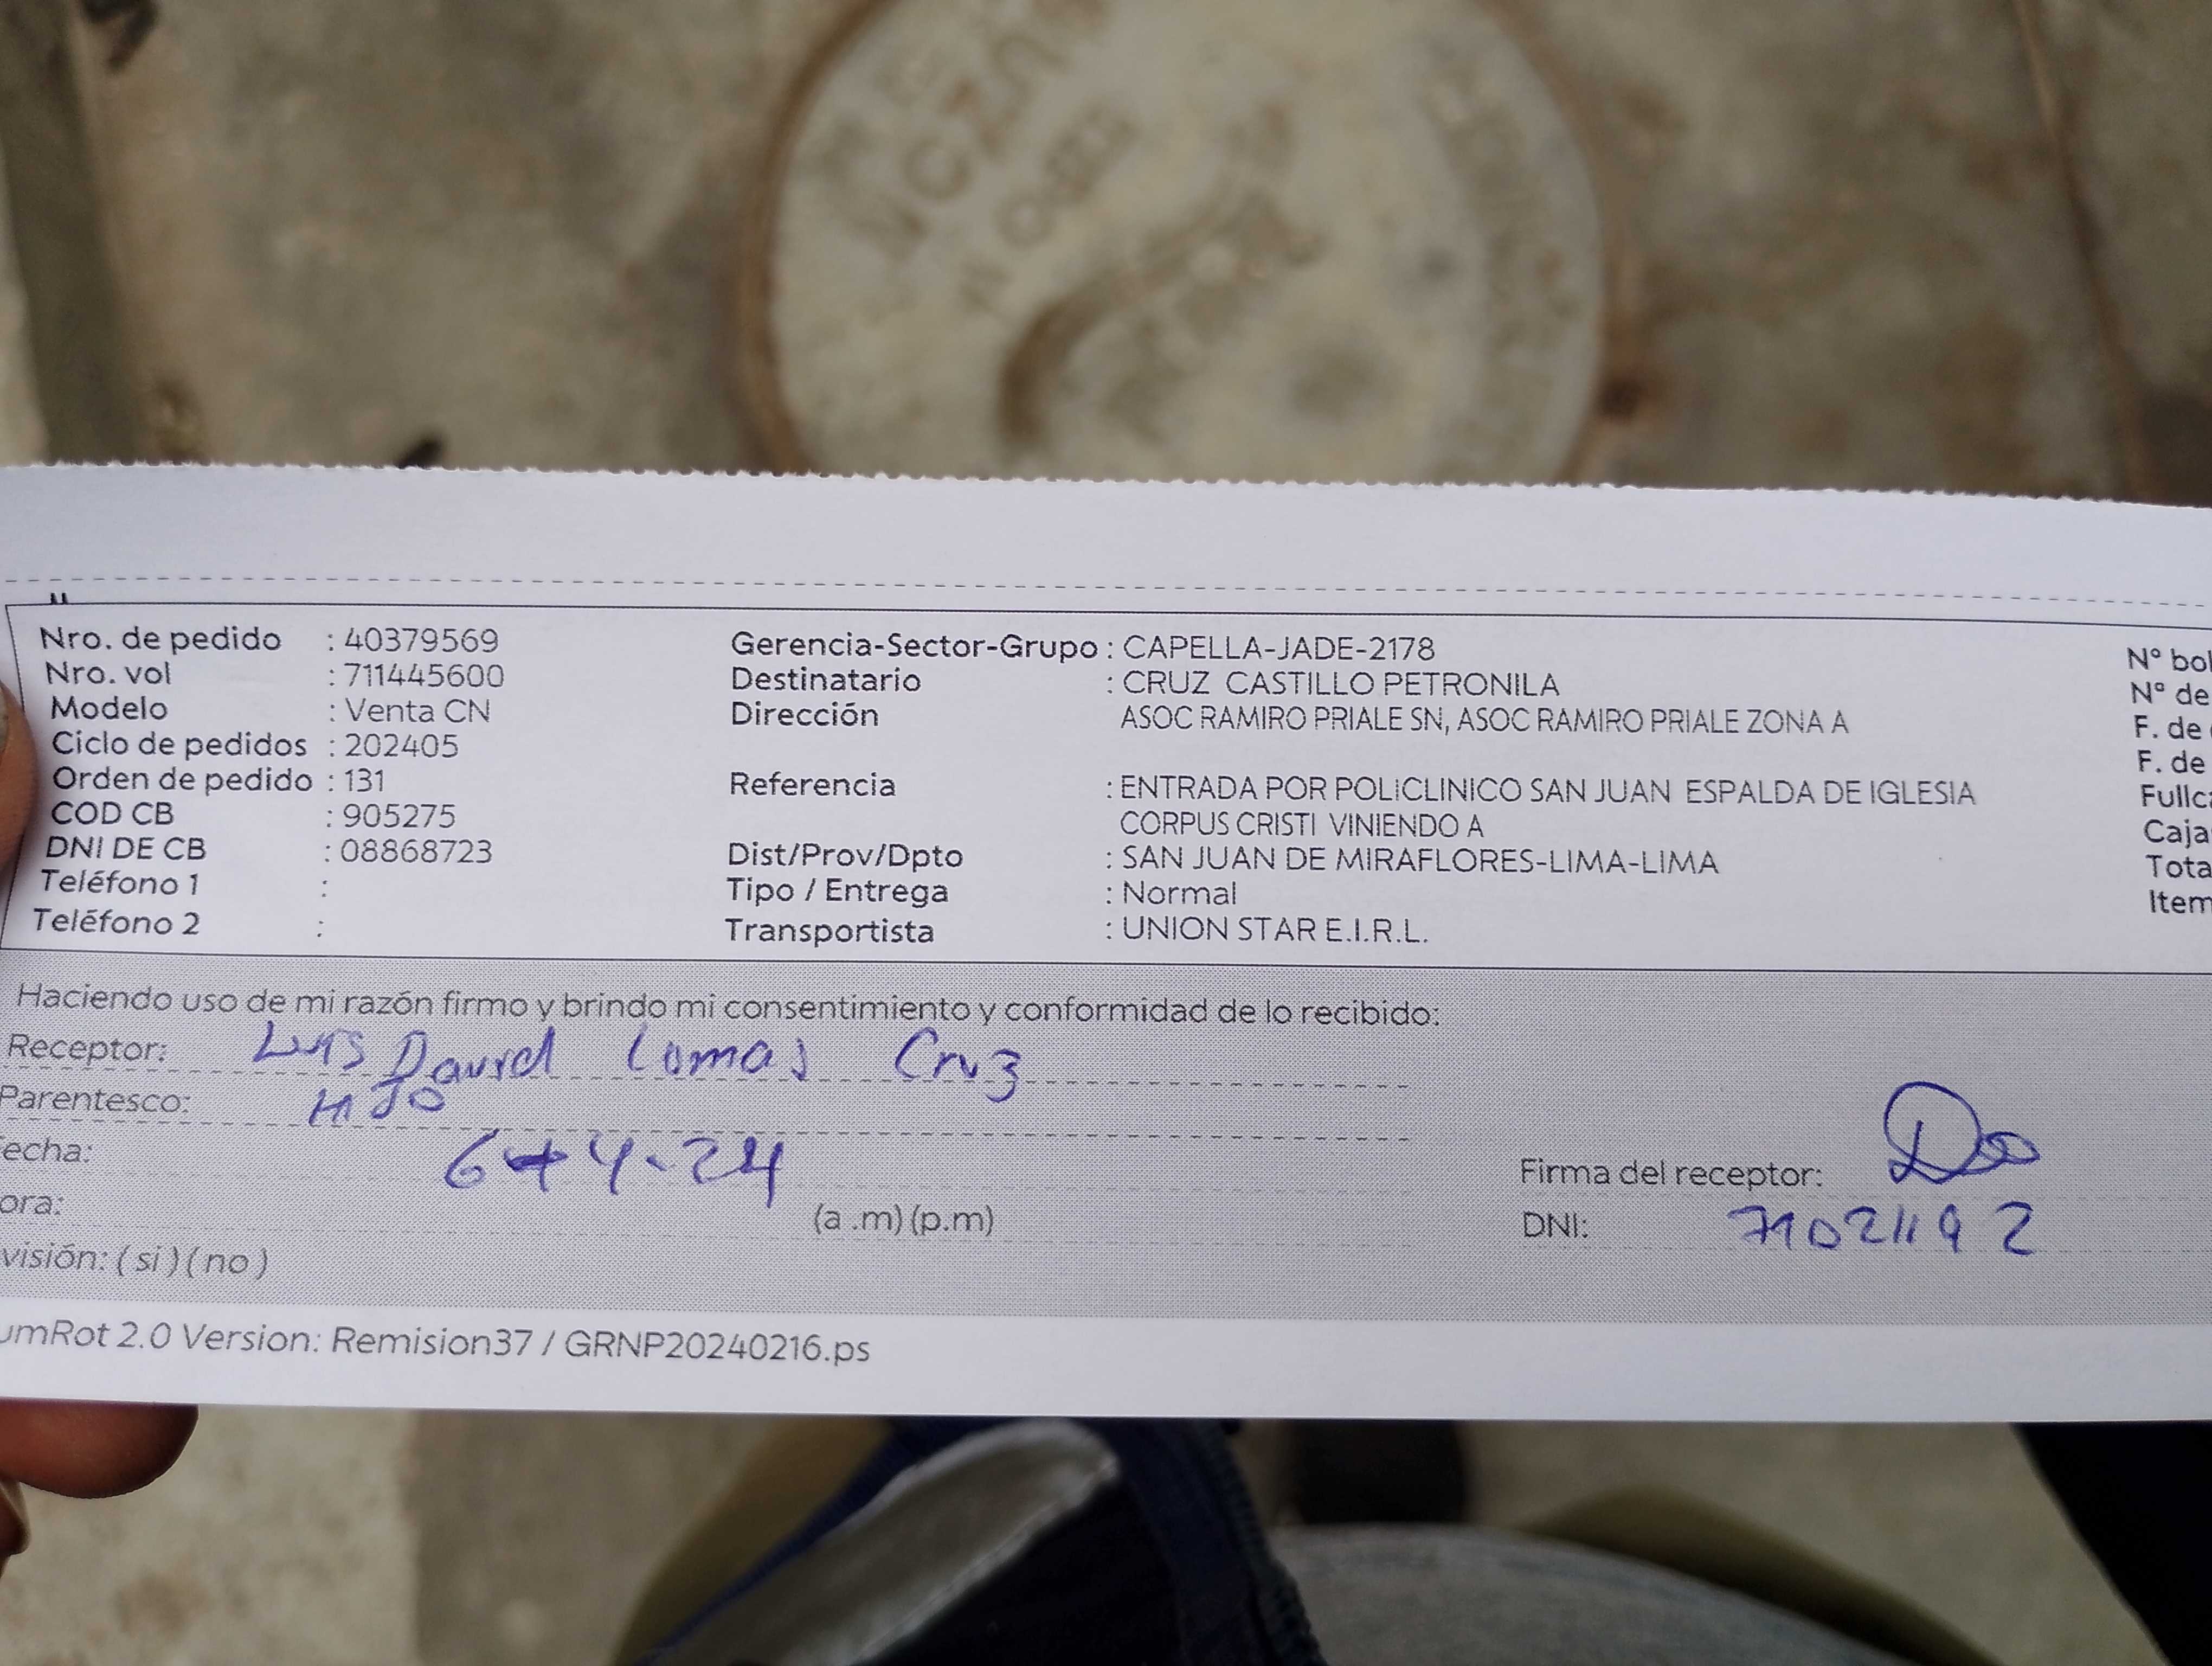 Nro. de pedido : 40379569
Nro. vol : 711445600
Modelo : Venta CN
Ciclo de pedidos : 202405
Orden de pedido : 131
COD CB : 905275
DNI DE CB : 08868723
Teléfono 1 :
Teléfono 2 :
Gerencia-Sector-Grupo : CAPELLA-JADE-2178
Destinatario : CRUZ CASTILLO PETRONILA
Dirección ASOC RAMIRO PRIALE SN, ASOC RAMIRO PRIALE ZONA A
Referencia : ENTRADA POR POLICLINICO SAN JUAN ESPALDA DE IGLESIA
CORPUS CRISTI VINIENDO A
Dist/Prov/Dpto : SAN JUAN DE MIRAFLORES-LIMA-LIMA
Tipo / Entrega : Normal
Transportista : UNION STAR E.I.R.L.
N° bol
N° de
F. de
F. de
Fullc
Caja
Tota
Item
Haciendo uso de mi razón firmo y brindo mi consentimiento y conformidad de lo recibido:
Receptor: Luis David Lomas Cruz
Parentesco: HIJO
echa: 6-4-24
ora: (a .m) (p.m)
visión: ( si ) ( no )
Firma del receptor:
DNI: 71021192
umRot 2.0 Version: Remision37 / GRNP20240216.ps